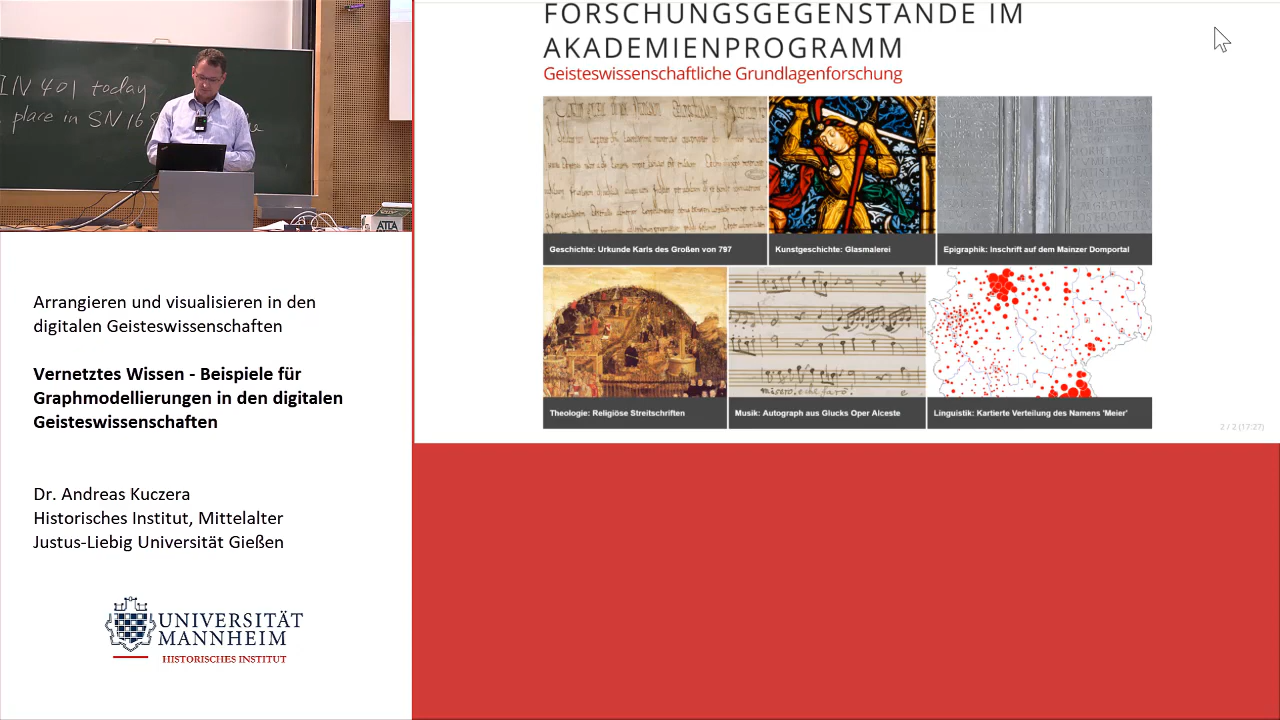 IN 401 today
place in SN 16
Arrangieren und visualisieren in den
digitalen Geisteswissenschaften
Vernetztes Wissen - Beispiele für
Graphmodellierungen in den digitalen
Geisteswissenschaften
Dr. Andreas Kuczera
Historisches Institut, Mittelalter
Justus-Liebig Universität Gießen
UNIVERSITÄT
MANNHEIM
HISTORISCHES INSTITUT
FORSCHUNGSGEGENSTÄNDE IM
AKADEMIENPROGRAMM
Geisteswissenschaftliche Grundlagenforschung
Geschichte: Urkunde Karls des Großen von 797
Kunstgeschichte: Glasmalerei
Epigraphik: Inschrift auf dem Mainzer Domportal
Theologie: Religiöse Streitschriften
Musik: Autograph aus Glucks Oper Alceste
Linguistik: Kartierte Verteilung des Namens 'Meier'
2 / 2 (17:27)